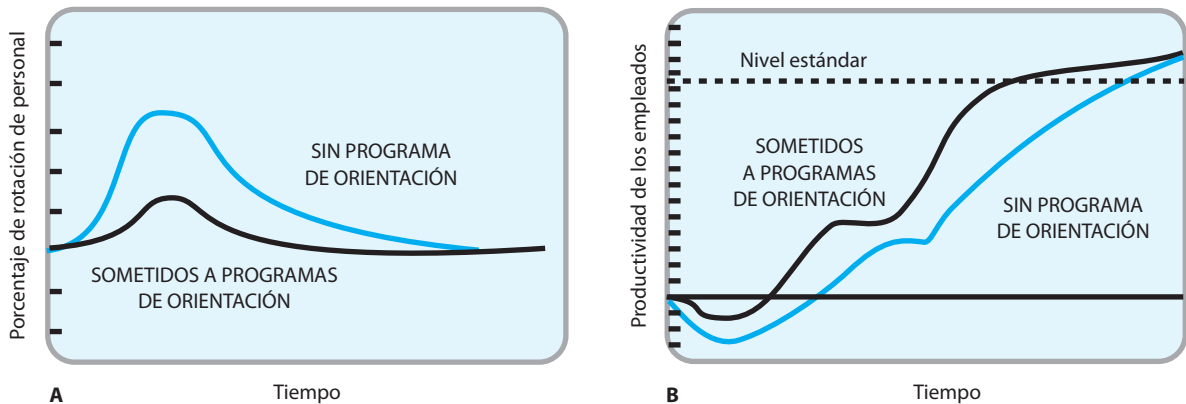 Porcentaje de rotación de personal
SIN PROGRAMA
DE ORIENTACIÓN
SOMETIDOS A PROGRAMAS
DE ORIENTACIÓN
A
Tiempo
Productividad de los empleados
Nivel estándar
SOMETIDOS
A PROGRAMAS
DE ORIENTACIÓN
SIN PROGRAMA
DE ORIENTACIÓN
B
Tiempo